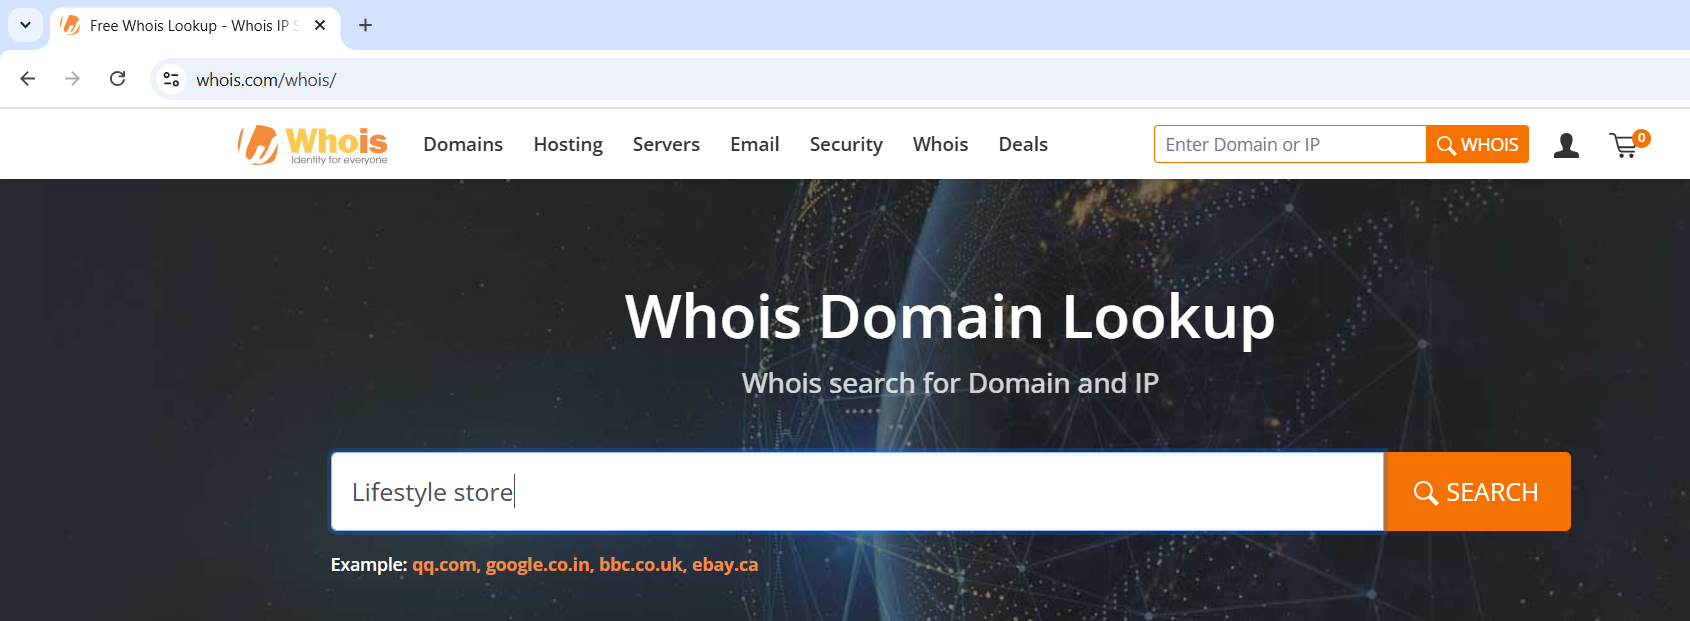 Free Whois Lookup - Whois IP S
whois.com/whois/
Whois
Identity for everyone
Domains Hosting Servers Email Security Whois Deals
Enter Domain or IP WHOIS 0
Whois Domain Lookup
Whois search for Domain and IP
Lifestyle store SEARCH
Example: qq.com, google.co.in, bbc.co.uk, ebay.ca